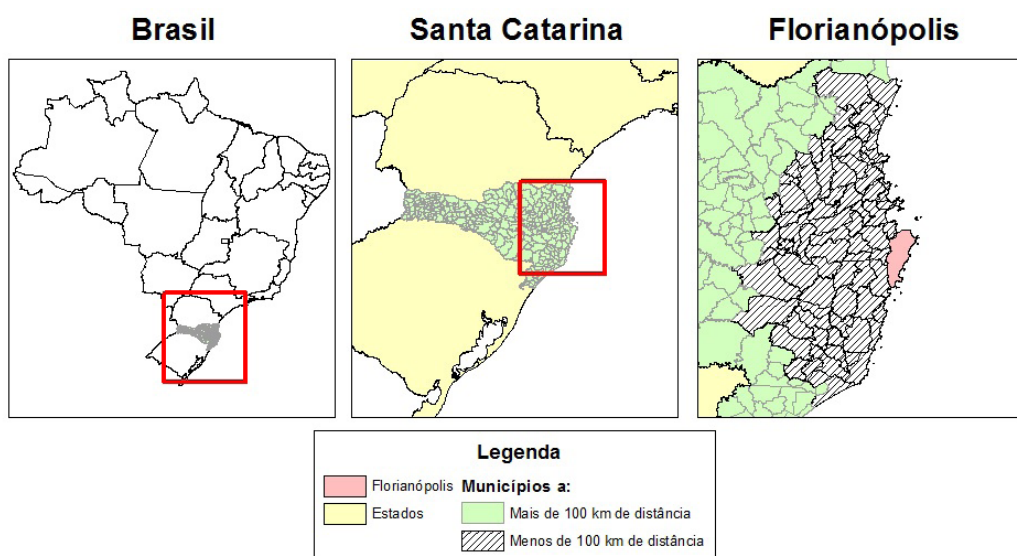 Brasil
Santa Catarina
Florianópolis
Legenda
Florianópolis
Estados
Municípios a:
Mais de 100 km de distância
Menos de 100 km de distância